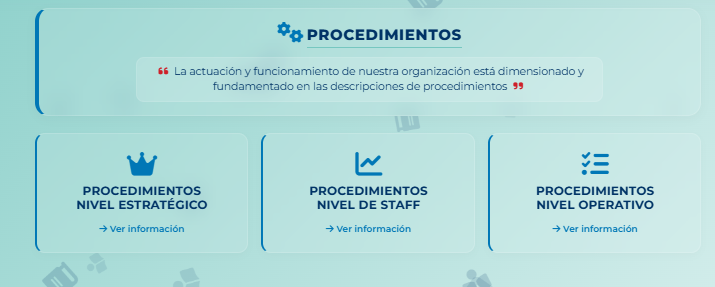 PROCEDIMIENTOS
❝ La actuación y funcionamiento de nuestra organización está dimensionado y
fundamentado en las descripciones de procedimientos ❞
PROCEDIMIENTOS
NIVEL ESTRATÉGICO
→ Ver información
PROCEDIMIENTOS
NIVEL DE STAFF
→ Ver información
PROCEDIMIENTOS
NIVEL OPERATIVO
→ Ver información